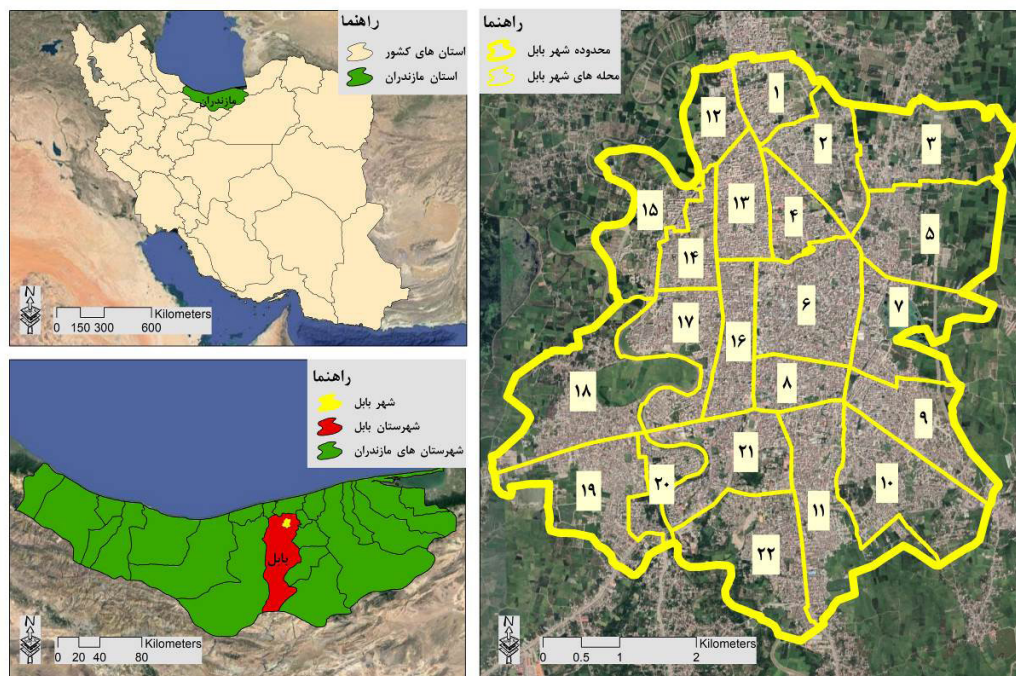 راهنما
استان های کشور
استان مازندران
مازندران
N
0 150 300 600
Kilometers
راهنما
شهر بابل
شهرستان بابل
شهرستان های مازندران
بابل
N
0 20 40 80
Kilometers
راهنما
محدوده شهر بابل
محله های شهر بابل
۱
۱۲
۲
۳
۱۳
۴
۱۵
۵
۱۴
۶
۷
۱۷
۱۶
۸
۱۸
۹
۲۱
۱۰
۲۰
۱۹
۱۱
۲۲
N
0 0.5 1 2
Kilometers